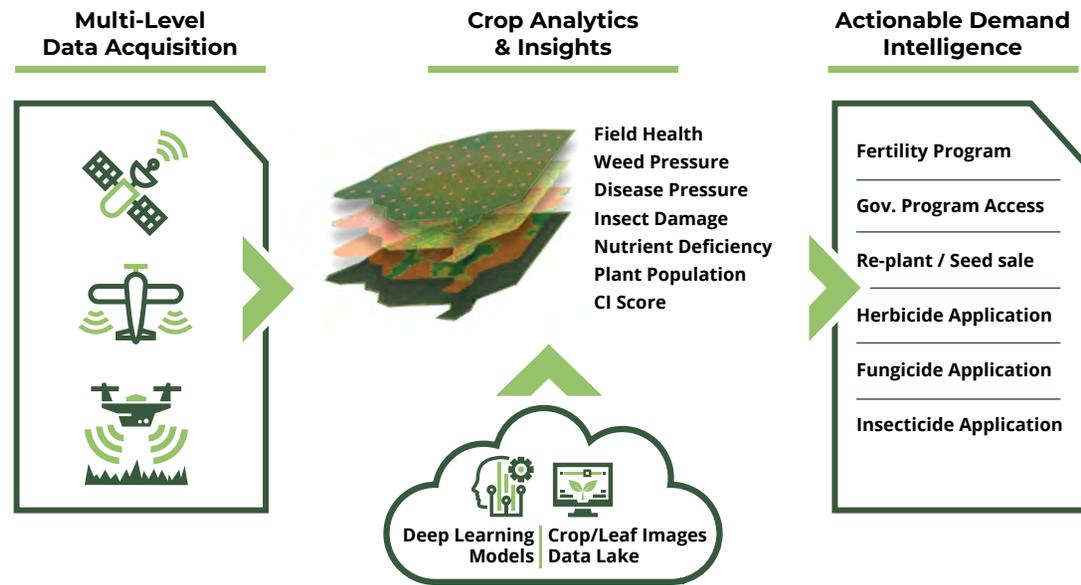 Multi-Level
Data Acquisition
Crop Analytics
& Insights
Actionable Demand
Intelligence
Field Health
Weed Pressure
Disease Pressure
Insect Damage
Nutrient Deficiency
Plant Population
CI Score
Fertility Program
Gov. Program Access
Re-plant / Seed sale
Herbicide Application
Fungicide Application
Insecticide Application
Deep Learning
Models
Crop/Leaf Images
Data Lake